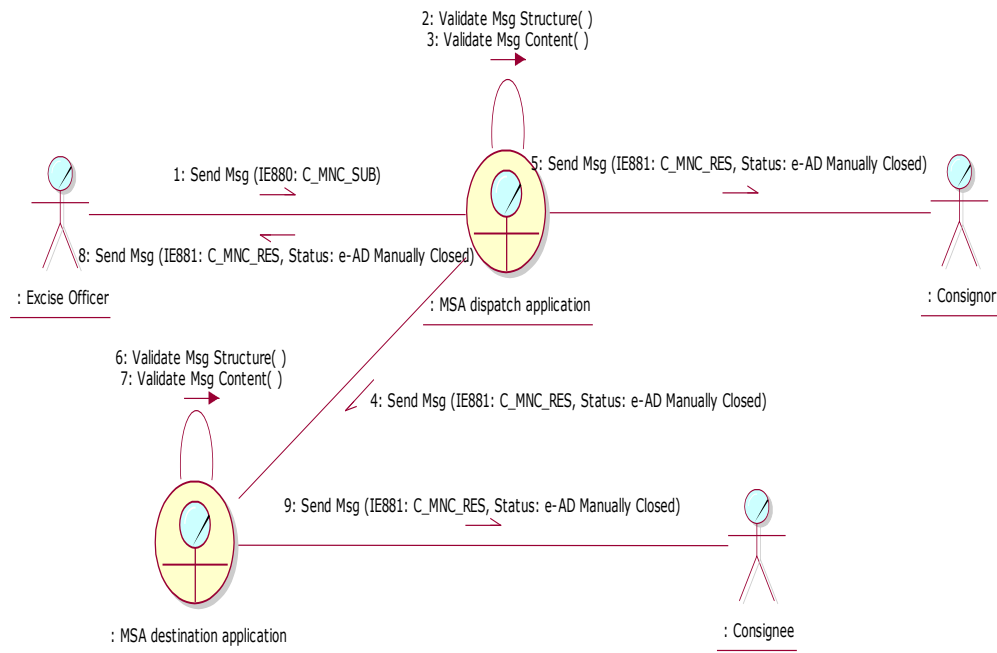 2: Validate Msg Structure( )
3: Validate Msg Content( )
5: Send Msg (IE881: C_MNC_RES, Status: e-AD Manually Closed)
1: Send Msg (IE880: C_MNC_SUB)
8: Send Msg (IE881: C_MNC_RES, Status: e-AD Manually Closed)
: Excise Officer
: MSA dispatch application
: Consignor
6: Validate Msg Structure( )
7: Validate Msg Content( )
4: Send Msg (IE881: C_MNC_RES, Status: e-AD Manually Closed)
9: Send Msg (IE881: C_MNC_RES, Status: e-AD Manually Closed)
: MSA destination application
: Consignee